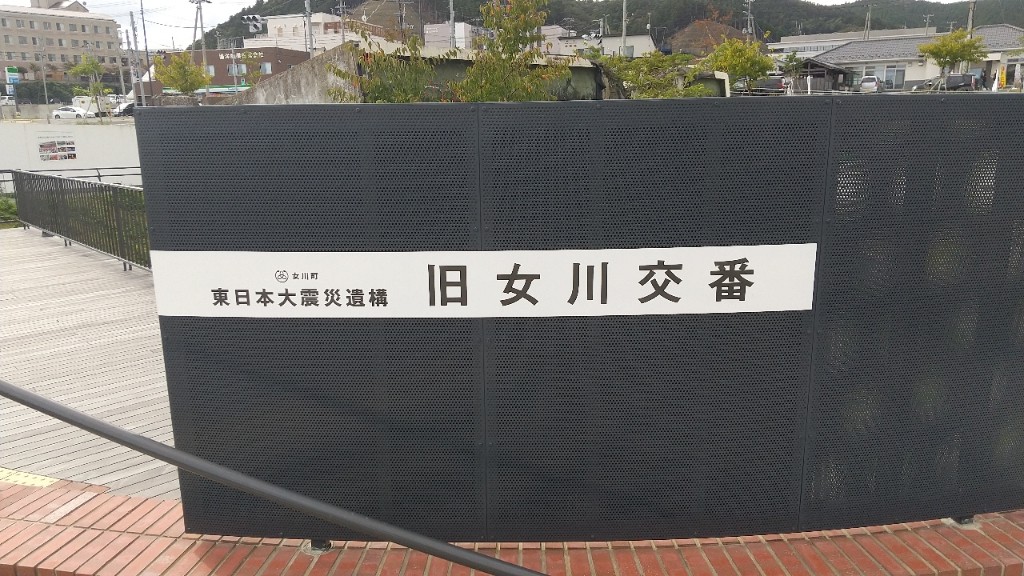 女川町
東日本大震災遺構
旧女川交番